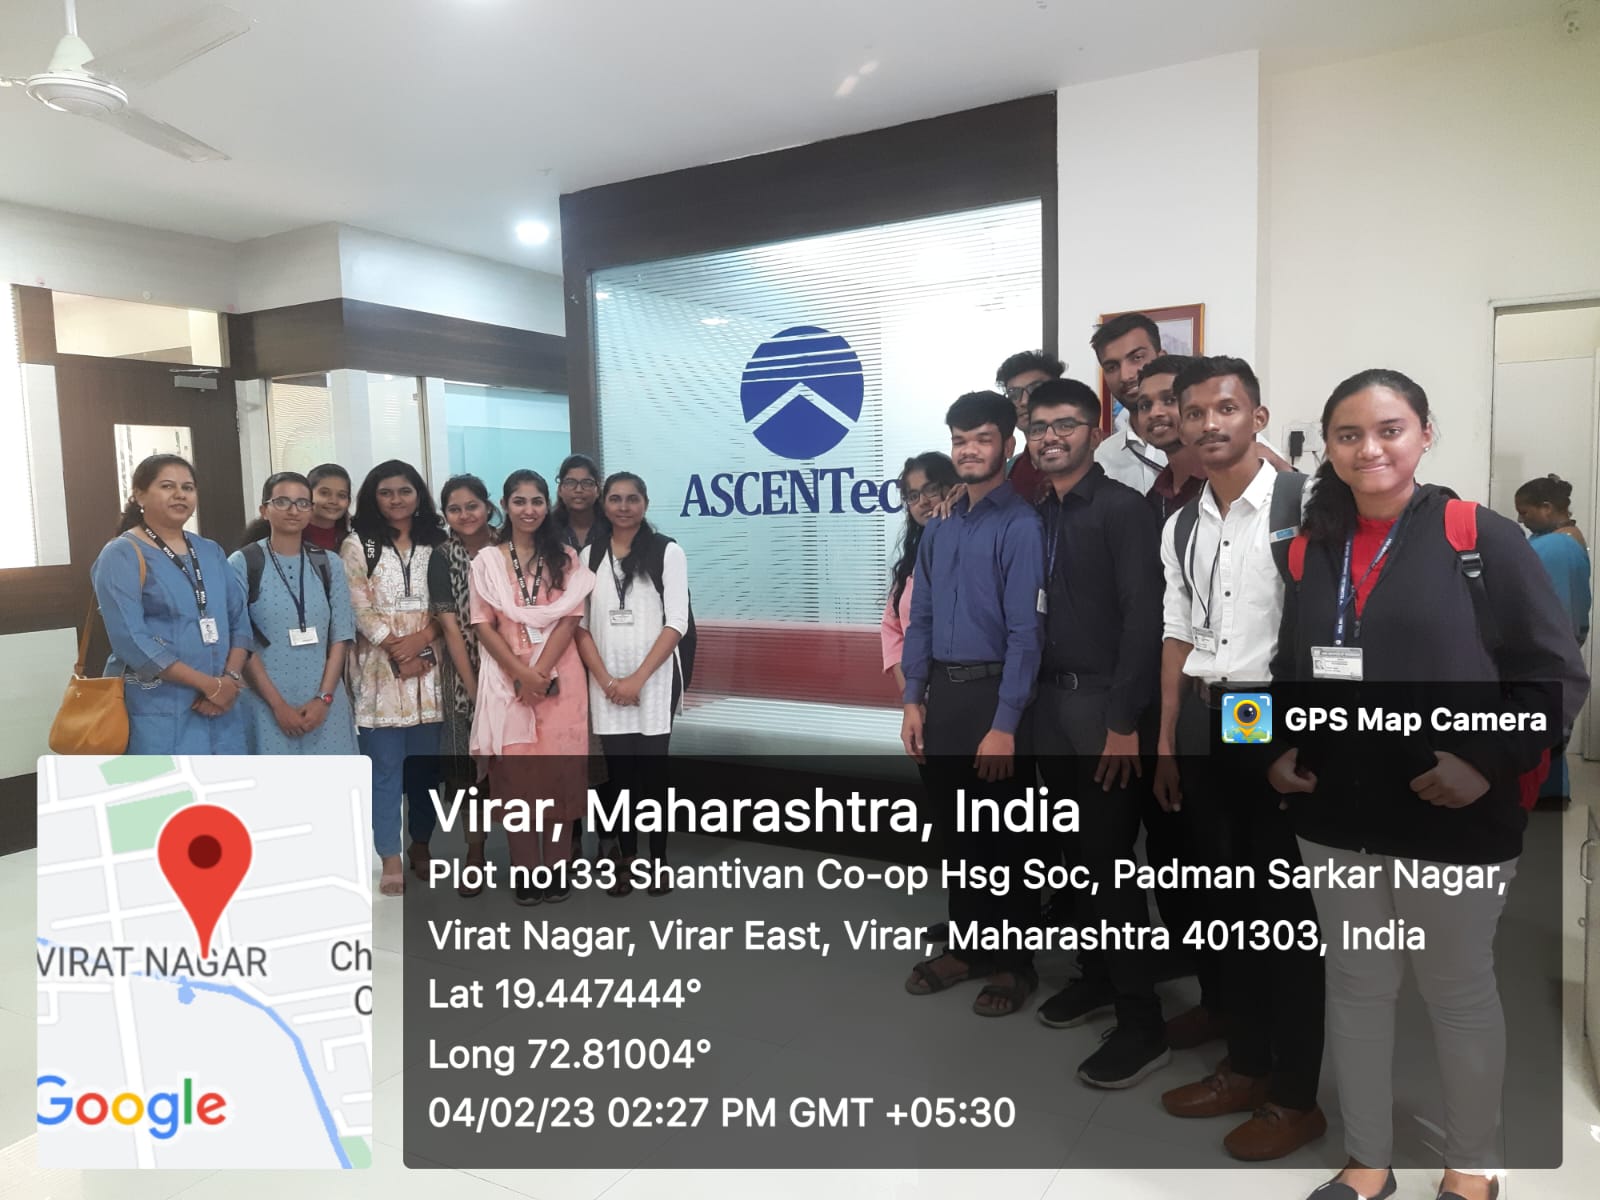 ASCENTec
GPS Map Camera
VIRAT NAGAR
Ch
Google
Virar, Maharashtra, India
Plot no133 Shantivan Co-op Hsg Soc, Padman Sarkar Nagar,
Virat Nagar, Virar East, Virar, Maharashtra 401303, India
Lat 19.447444°
Long 72.81004°
04/02/23 02:27 PM GMT +05:30